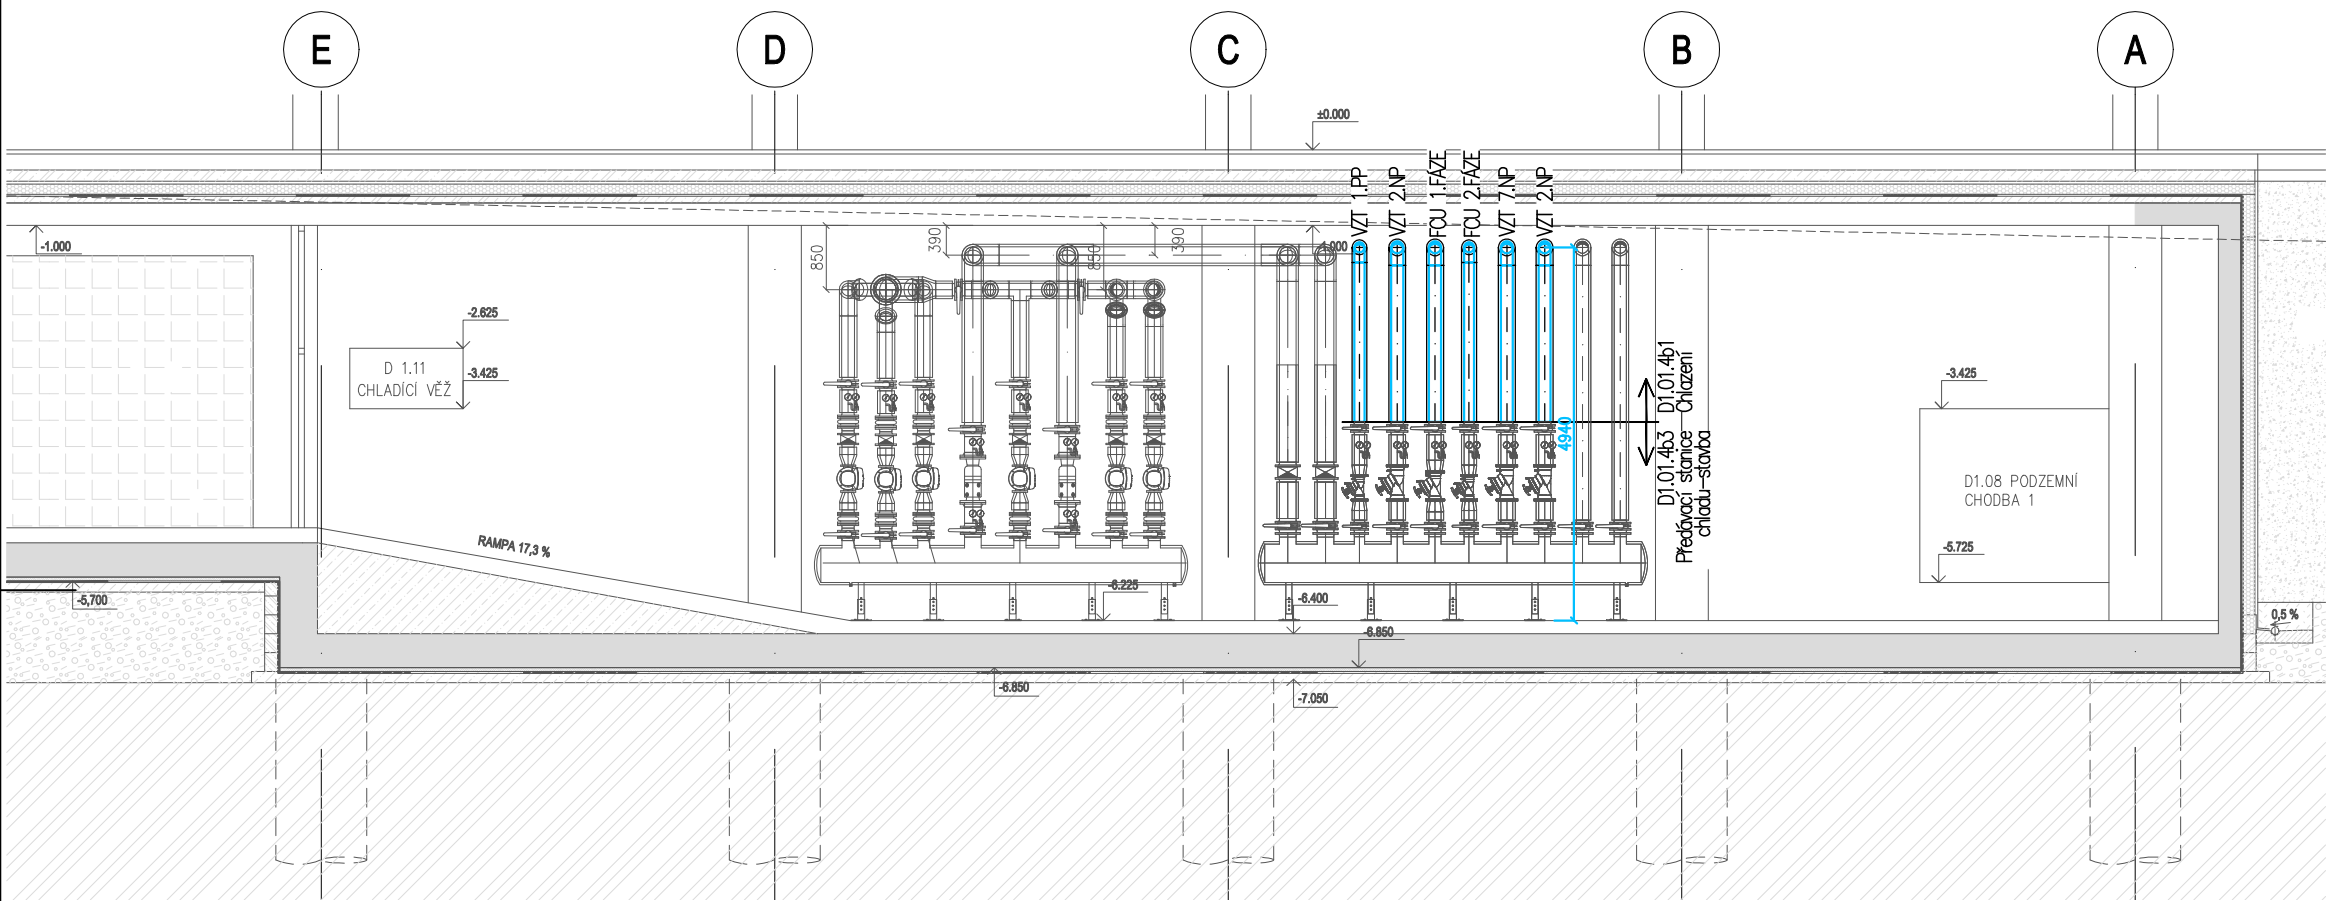 E
D
C
B
A
±0.000
VZT 1.PP
VZT 2.NP
FCU 1.FÁZE
FCU 2.FÁZE
VZT 7.NP
VZT 2.NP
-1.000
850
390
850
390
-1.000
-2.625
D 1.11
CHLADÍCÍ VĚŽ
-3.425
4940
D1.01.4b3 D1.01.4b1
Předávací stanice Chlazení
chladu-stavba
-3.425
D1.08 PODZEMNÍ
CHODBA 1
-5.725
RAMPA 17,3 %
-5,700
-6.225
-6.400
-6.850
-6.850
-7.050
0,5 %